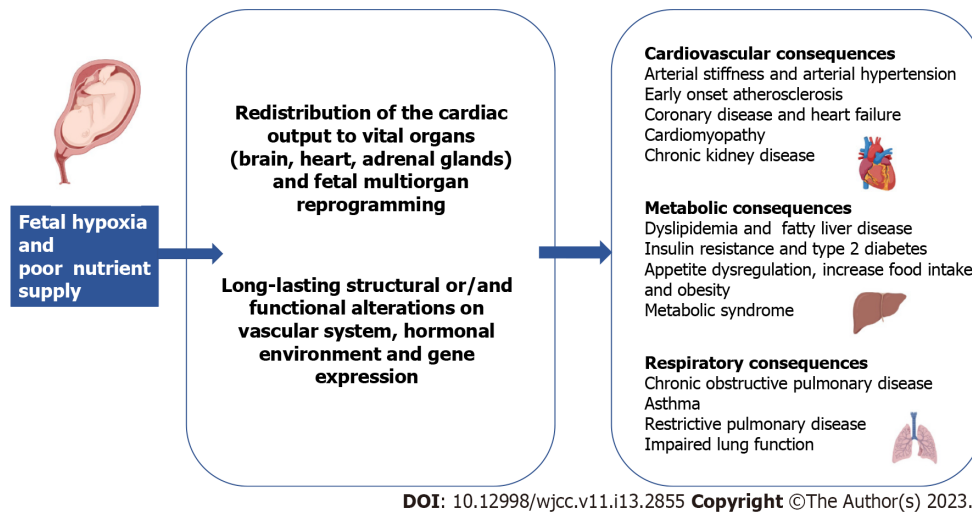 Fetal hypoxia
and
poor nutrient
supply
Redistribution of the cardiac
output to vital organs
(brain, heart, adrenal glands)
and fetal multiorgan
reprogramming
Long-lasting structural or/and
functional alterations on
vascular system, hormonal
environment and gene
expression
Cardiovascular consequences
Arterial stiffness and arterial hypertension
Early onset atherosclerosis
Coronary disease and heart failure
Cardiomyopathy
Chronic kidney disease
Metabolic consequences
Dyslipidemia and fatty liver disease
Insulin resistance and type 2 diabetes
Appetite dysregulation, increase food intake
and obesity
Metabolic syndrome
Respiratory consequences
Chronic obstructive pulmonary disease
Asthma
Restrictive pulmonary disease
Impaired lung function
DOI: 10.12998/wjcc.v11.i13.2855 Copyright ©The Author(s) 2023.